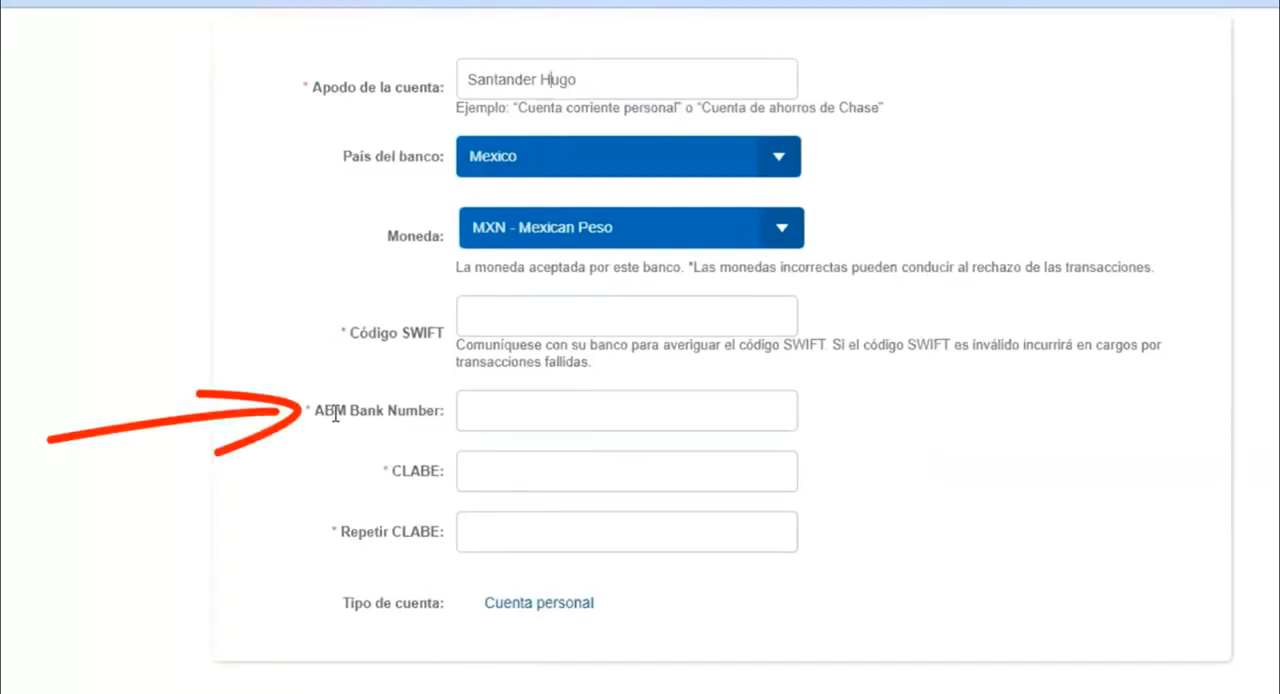 * Apodo de la cuenta: Santander Hugo
Ejemplo: “Cuenta corriente personal” o “Cuenta de ahorros de Chase”
País del banco: Mexico
Moneda: MXN - Mexican Peso
La moneda aceptada por este banco. *Las monedas incorrectas pueden conducir al rechazo de las transacciones.
* Código SWIFT
Comuníquese con su banco para averiguar el código SWIFT. Si el código SWIFT es inválido incurrirá en cargos por
transacciones fallidas.
* ABM Bank Number:
* CLABE:
* Repetir CLABE:
Tipo de cuenta: Cuenta personal